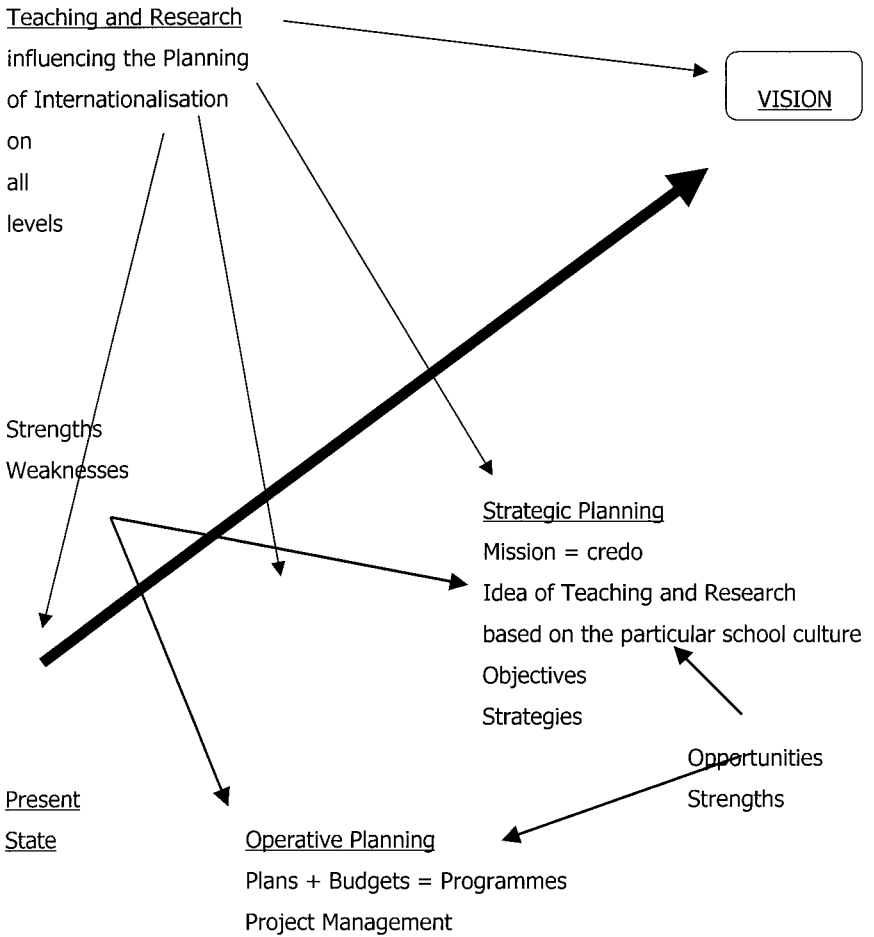 Teaching and Research
influencing the Planning
of Internationalisation
on
all
levels
VISION
Strengths
Weaknesses
Strategic Planning
Mission = credo
Idea of Teaching and Research
based on the particular school culture
Objectives
Strategies
Opportunities
Strengths
Present
State
Operative Planning
Plans + Budgets = Programmes
Project Management